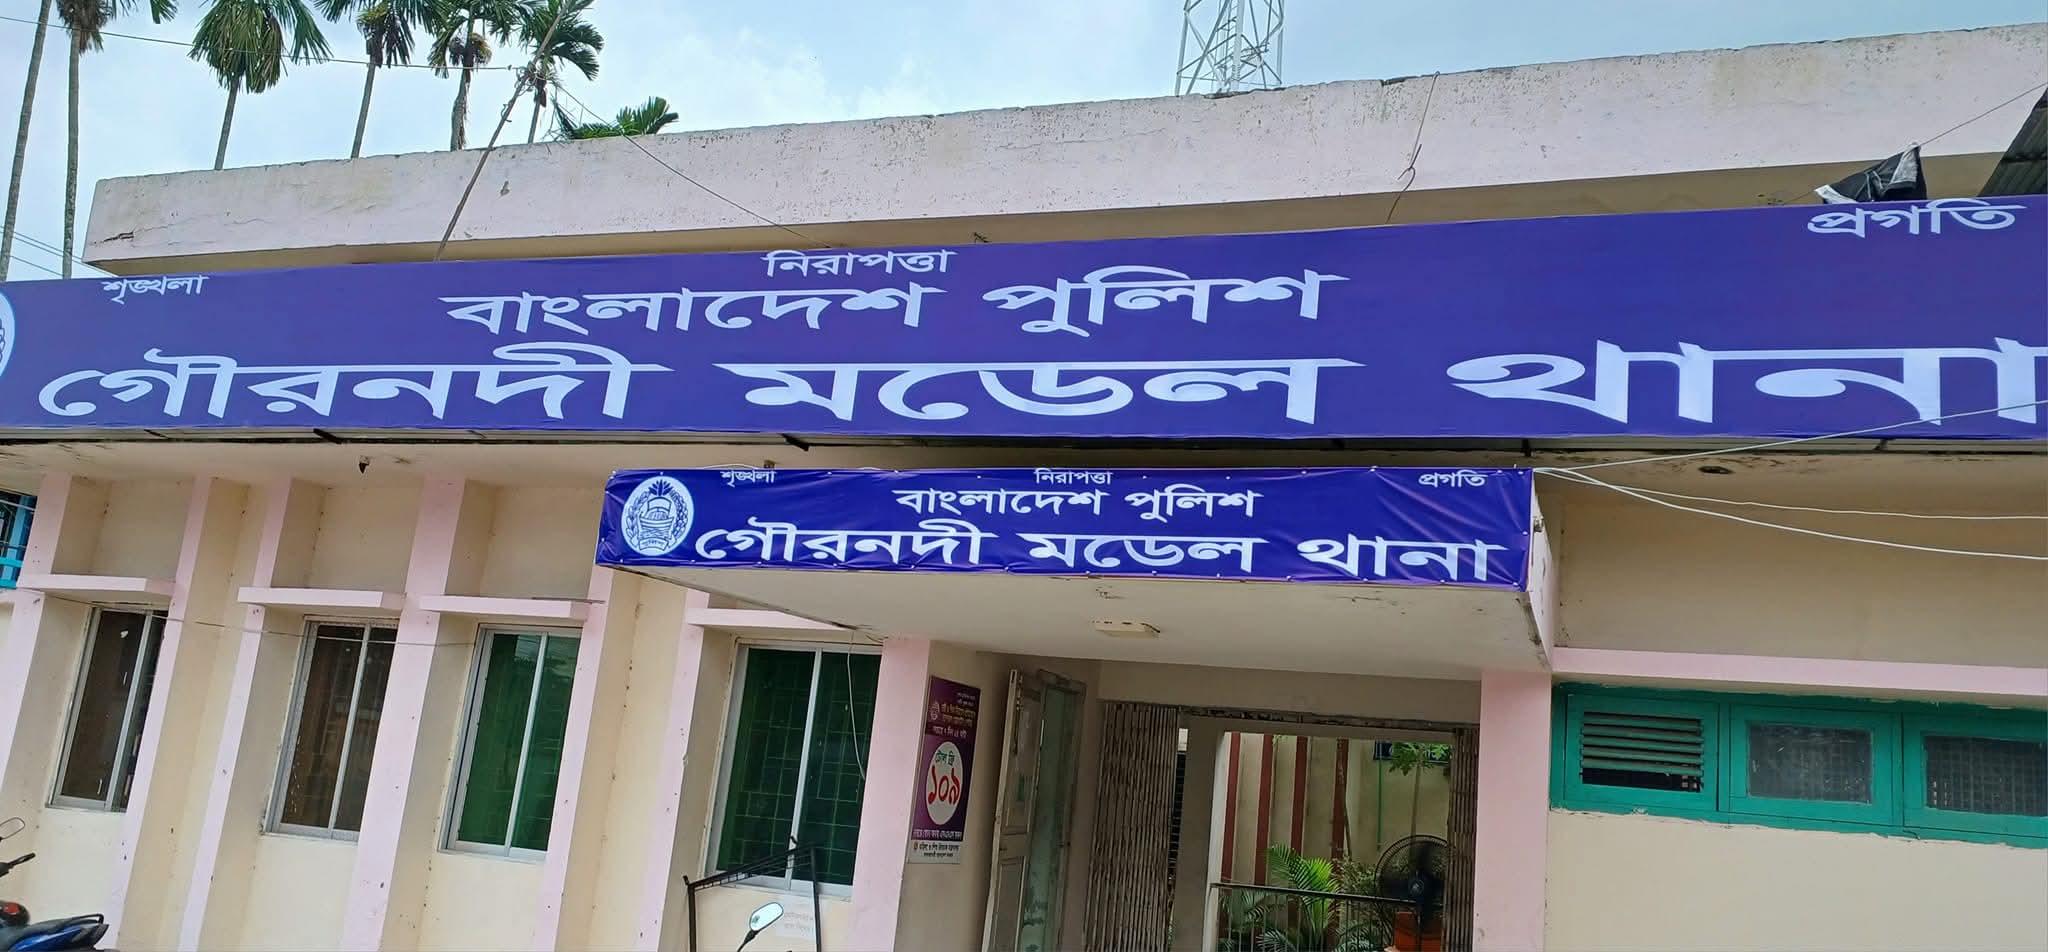 শৃঙ্খলা নিরাপত্তা প্রগতি
বাংলাদেশ পুলিশ
গৌরনদী মডেল থানা
শৃঙ্খলা নিরাপত্তা প্রগতি
বাংলাদেশ পুলিশ
গৌরনদী মডেল থানা
টোল ফ্রি
১০৯